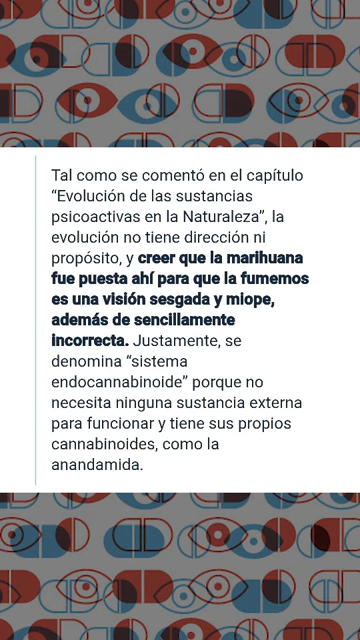 Tal como se comentó en el capítulo
“Evolución de las sustancias
psicoactivas en la Naturaleza”, la
evolución no tiene dirección ni
propósito, y creer que la marihuana
fue puesta ahí para que la fumemos
es una visión sesgada y miope,
además de sencillamente
incorrecta. Justamente, se
denomina “sistema
endocannabinoide” porque no
necesita ninguna sustancia externa
para funcionar y tiene sus propios
cannabinoides, como la
anandamida.